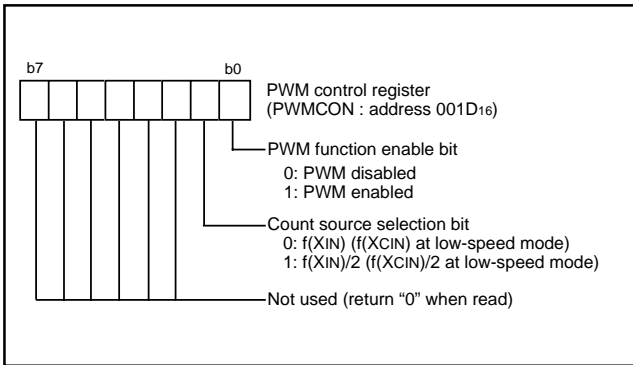 b7 b0
PWM control register
(PWMCON : address 001D16)
PWM function enable bit
0: PWM disabled
1: PWM enabled
Count source selection bit
0: f(XIN) (f(XCIN) at low-speed mode)
1: f(XIN)/2 (f(XCIN)/2 at low-speed mode)
Not used (return “0” when read)